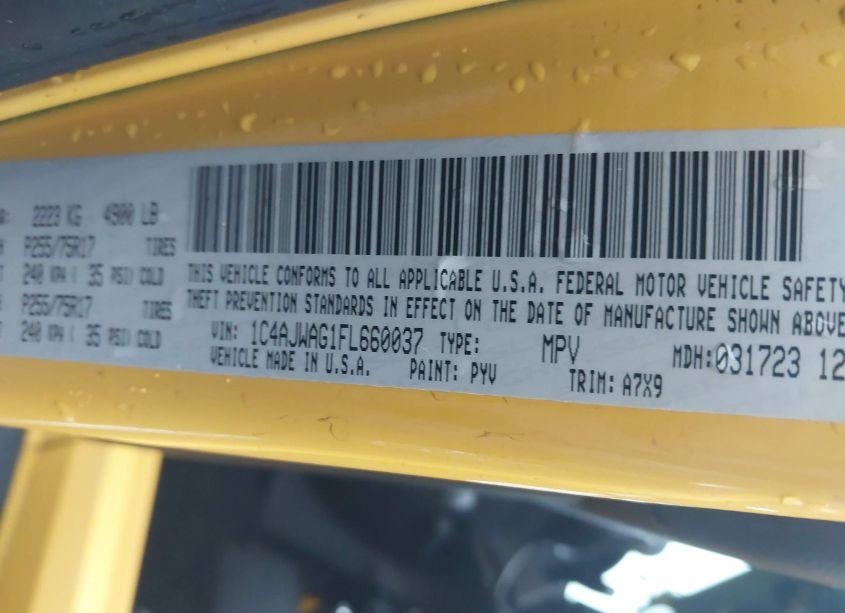 2223 KG 4900 LB
P255/75R17 TIRES
240 KPA ( 35 PSI) COLD
P255/75R17 TIRES
240 KPA ( 35 PSI) COLD
THIS VEHICLE CONFORMS TO ALL APPLICABLE U.S.A. FEDERAL MOTOR VEHICLE SAFETY
THEFT PREVENTION STANDARDS IN EFFECT ON THE DATE OF MANUFACTURE SHOWN ABOVE
VIN: 1C4AJWAG1FL660037 TYPE: MPV MDH: 031723 12
VEHICLE MADE IN U.S.A. PAINT: PYV TRIM: A7X9